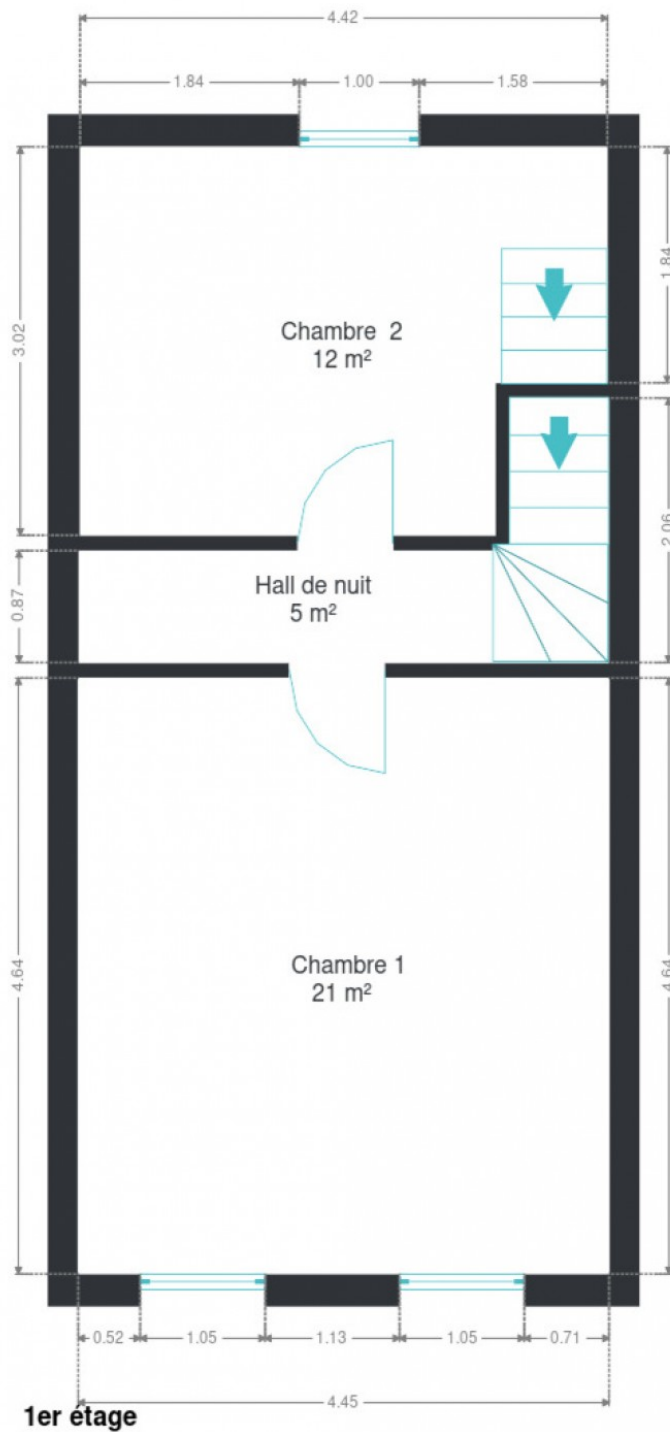 4.42
1.84 1.00 1.58
3.02
1.84
Chambre 2
12 m²
2.06
0.87
Hall de nuit
5 m²
4.64
4.64
Chambre 1
21 m²
0.52 1.05 1.13 1.05 0.71
4.45
1er étage